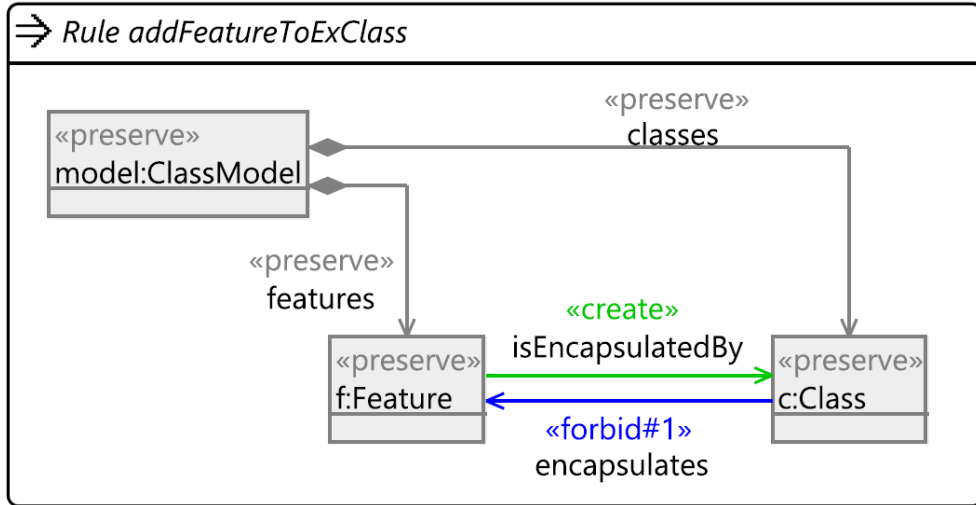 Rule addFeatureToExClass
«preserve»
classes
«preserve»
model:ClassModel
«preserve»
features
«create»
isEncapsulatedBy
«preserve»
f:Feature
«preserve»
c:Class
«forbid#1»
encapsulates